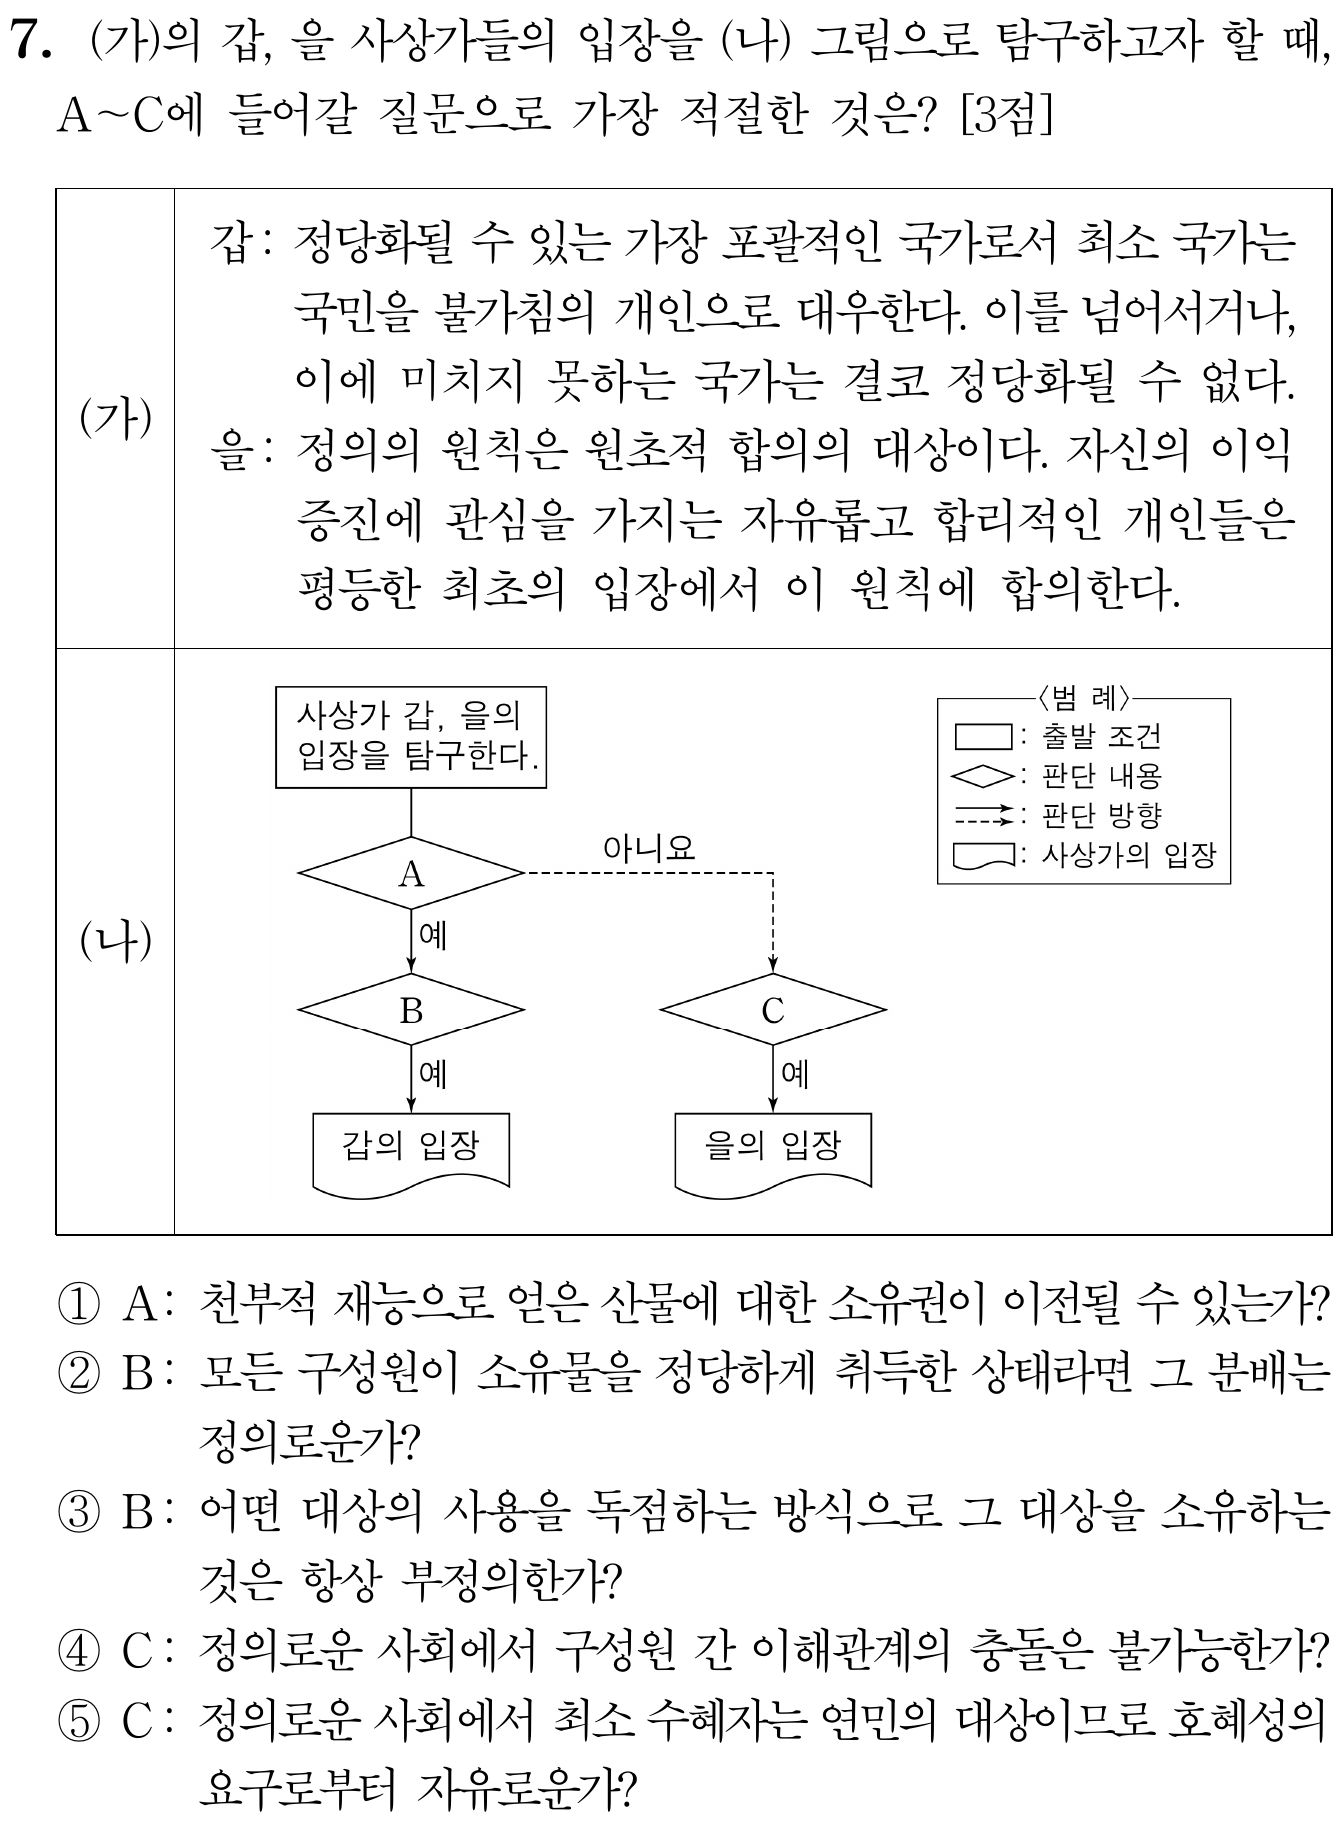 7. (가)의 갑, 을 사상가들의 입장을 (나) 그림으로 탐구하고자 할 때,
A~C에 들어갈 질문으로 가장 적절한 것은? [3점]
(가)
갑: 정당화될 수 있는 가장 포괄적인 국가로서 최소 국가는
국민을 불가침의 개인으로 대우한다. 이를 넘어서거나,
이에 미치지 못하는 국가는 결코 정당화될 수 없다.
을: 정의의 원칙은 원초적 합의의 대상이다. 자신의 이익
증진에 관심을 가지는 자유롭고 합리적인 개인들은
평등한 최초의 입장에서 이 원칙에 합의한다.
(나)
사상가 갑, 을의
입장을 탐구한다.
A
아니요
예
B
C
예
예
갑의 입장
을의 입장
〈범 례〉
: 출발 조건
: 판단 내용
: 판단 방향
: 사상가의 입장
① A: 천부적 재능으로 얻은 산물에 대한 소유권이 이전될 수 있는가?
② B: 모든 구성원이 소유물을 정당하게 취득한 상태라면 그 분배는
정의로운가?
③ B: 어떤 대상의 사용을 독점하는 방식으로 그 대상을 소유하는
것은 항상 부정의한가?
④ C: 정의로운 사회에서 구성원 간 이해관계의 충돌은 불가능한가?
⑤ C: 정의로운 사회에서 최소 수혜자는 연민의 대상이므로 호혜성의
요구로부터 자유로운가?